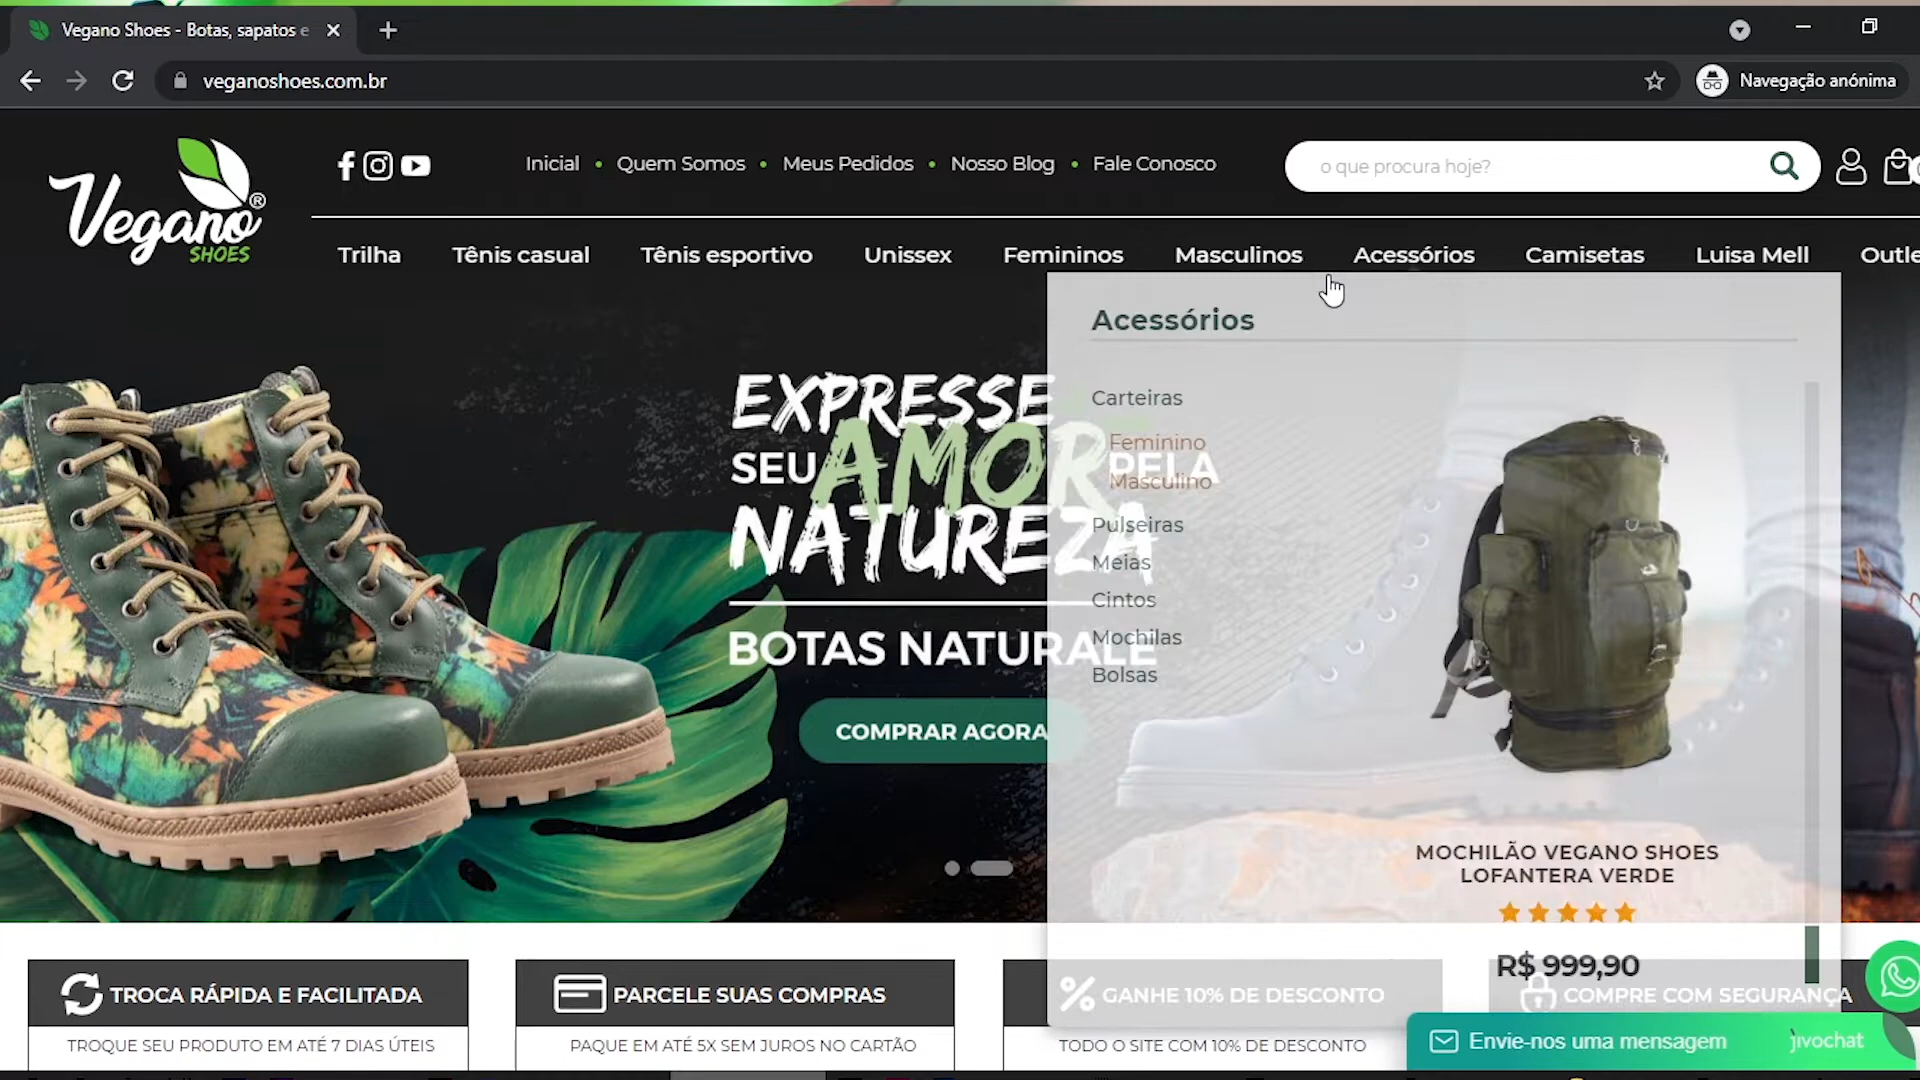 Vegano Shoes - Botas, sapatos e
veganoshoes.com.br
Navegação anónima
Vegano
SHOES
®
Inicial • Quem Somos • Meus Pedidos • Nosso Blog • Fale Conosco
o que procura hoje?
Trilha Tênis casual Tênis esportivo Unissex Femininos Masculinos Acessórios Camisetas Luisa Mell Outle
Acessórios
Carteiras
Feminino
Masculino
Pulseiras
Meias
Cintos
Mochilas
Bolsas
EXPRESSE
SEU AMOR PELA
NATUREZA
BOTAS NATURALE
COMPRAR AGORA
MOCHILÃO VEGANO SHOES
LOFANTERA VERDE
R$ 999,90
TROCA RÁPIDA E FACILITADA
TROQUE SEU PRODUTO EM ATÉ 7 DIAS ÚTEIS
PARCELE SUAS COMPRAS
PAQUE EM ATÉ 5X SEM JUROS NO CARTÃO
GANHE 10% DE DESCONTO
TODO O SITE COM 10% DE DESCONTO
COMPRE COM SEGURANÇA
Envie-nos uma mensagem jivochat